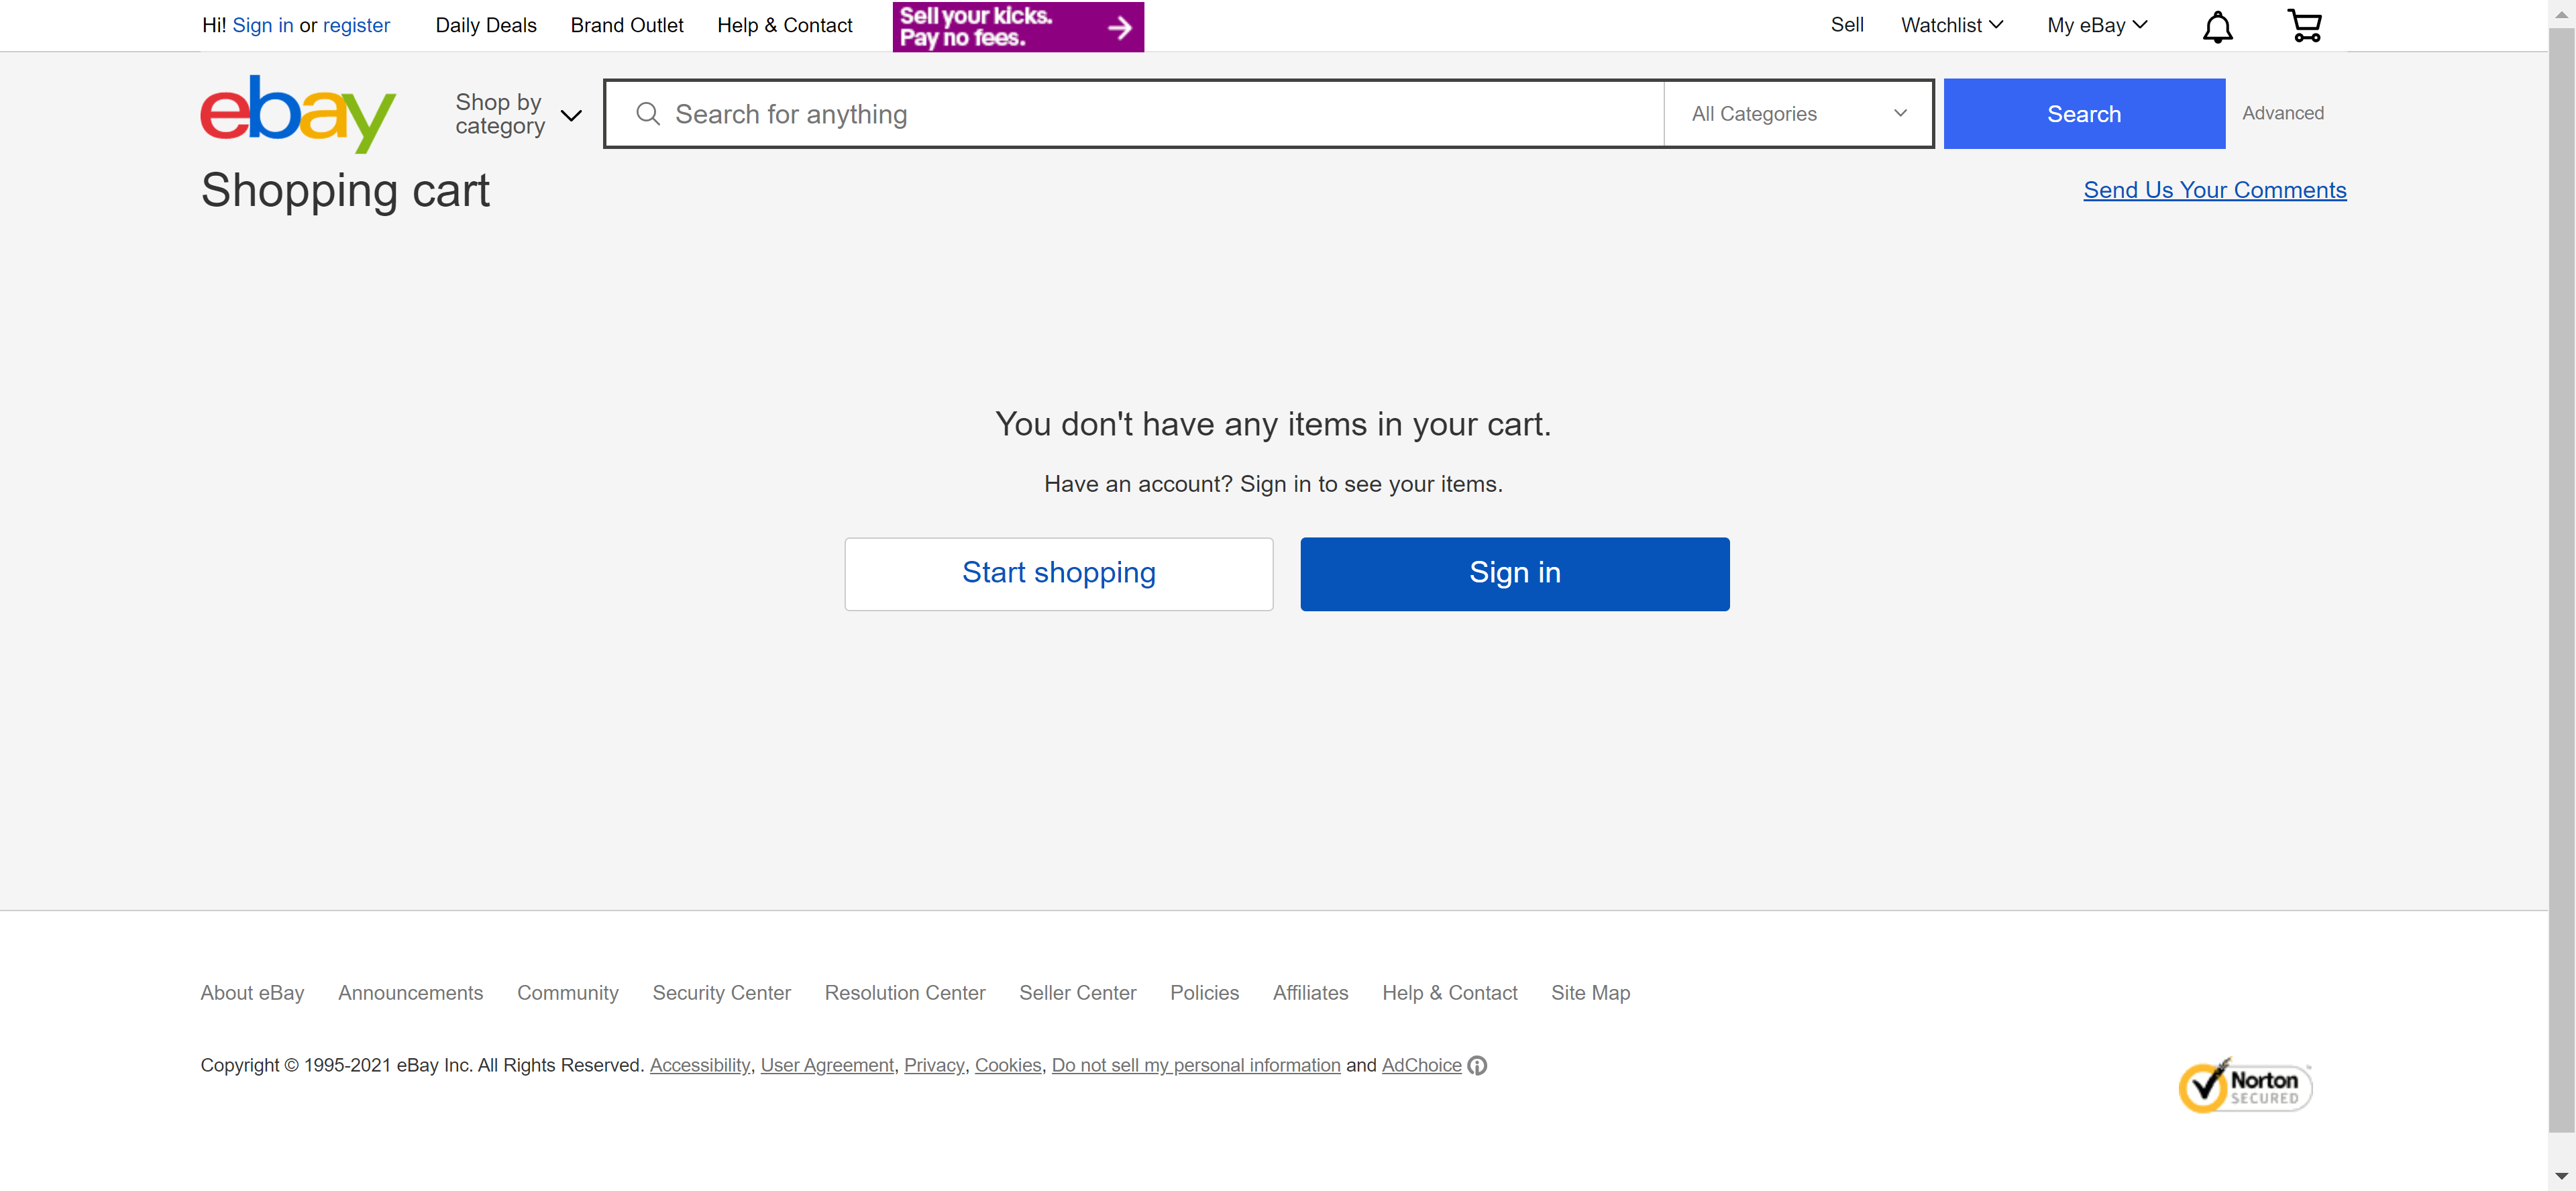 Hi! Sign in or register Daily Deals Brand Outlet Help & Contact Sell your kicks. Pay no fees. Sell Watchlist My eBay
ebay
Shop by category
Search for anything
All Categories
Search
Advanced
Shopping cart
Send Us Your Comments
You don't have any items in your cart.
Have an account? Sign in to see your items.
Start shopping
Sign in
About eBay Announcements Community Security Center Resolution Center Seller Center Policies Affiliates Help & Contact Site Map
Copyright © 1995-2021 eBay Inc. All Rights Reserved. Accessibility, User Agreement, Privacy, Cookies, Do not sell my personal information and AdChoice
Norton
SECURED